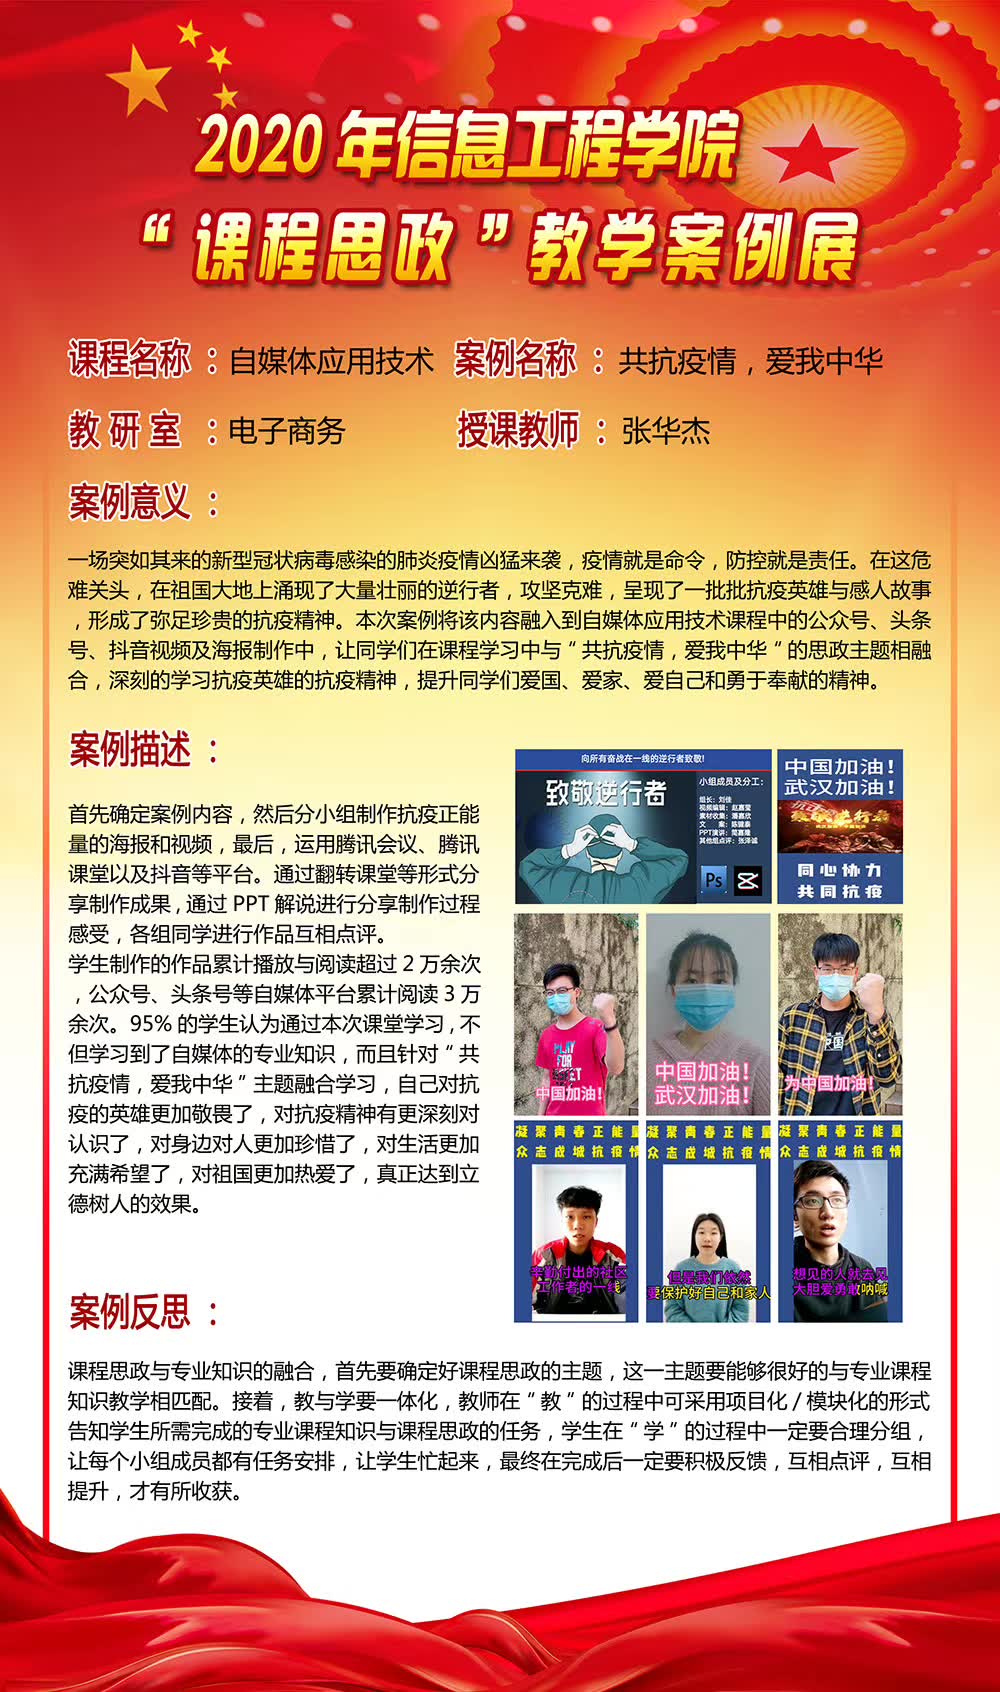 2020年信息工程学院
“课程思政”教学案例展
课程名称：自媒体应用技术 案例名称：共抗疫情，爱我中华
教研室：电子商务 授课教师：张华杰
案例意义：
一场突如其来的新型冠状病毒感染的肺炎疫情凶猛来袭，疫情就是命令，防控就是责任。在这危
难关头，在祖国大地上涌现了大量壮丽的逆行者，攻坚克难，呈现了一批批抗疫英雄与感人故事
，形成了弥足珍贵的抗疫精神。本次案例将该内容融入到自媒体应用技术课程中的公众号、头条
号、抖音视频及海报制作中，让同学们在课程学习中与"共抗疫情，爱我中华"的思政主题相融
合，深刻的学习抗疫英雄的抗疫精神，提升同学们爱国、爱家、爱自己和勇于奉献的精神。
案例描述：
首先确定案例内容，然后分小组制作抗疫正能
量的海报和视频，最后，运用腾讯会议、腾讯
课堂以及抖音等平台。通过翻转课堂等形式分
享制作成果，通过PPT解说进行分享制作过程
感受，各组同学进行作品互相点评。
学生制作的作品累计播放与阅读超过2万余次
，公众号、头条号等自媒体平台累计阅读3万
余次。95%的学生认为通过本次课堂学习，不
但学习到了自媒体的专业知识，而且针对"共
抗疫情，爱我中华"主题融合学习，自己对抗
疫的英雄更加敬畏了，对抗疫精神有更深刻对
认识了，对身边对人更加珍惜了，对生活更加
充满希望了，对祖国更加热爱了，真正达到立
德树人的效果。
向所有奋战在一线的逆行者致敬！
致敬逆行者
小组成员及分工：
组长：刘佳
视频编辑：赵嘉莹
素材收集：潘嘉欣
文 案：陈健泰
PPT演讲：简嘉隆
其他组点评：张泽诚
Ps
中国加油！
武汉加油！
致敬逆行者
同心协力
共同抗疫
PLAY
FOR
中国加油！
中国加油！
武汉加油！
为中国加油！
凝聚青春正能量
众志成城抗疫情
辛勤付出的社区
工作者的一线
凝聚青春正能量
众志成城抗疫情
但是我们依然
要保护好自己和家人
凝聚青春正能量
众志成城抗疫情
想见的人就去见
大胆爱勇敢呐喊
案例反思：
课程思政与专业知识的融合，首先要确定好课程思政的主题，这一主题要能够很好的与专业课程
知识教学相匹配。接着，教与学要一体化，教师在"教"的过程中可采用项目化/模块化的形式
告知学生所需完成的专业课程知识与课程思政的任务，学生在"学"的过程中一定要合理分组，
让每个小组成员都有任务安排，让学生忙起来，最终在完成后一定要积极反馈，互相点评，互相
提升，才有所收获。